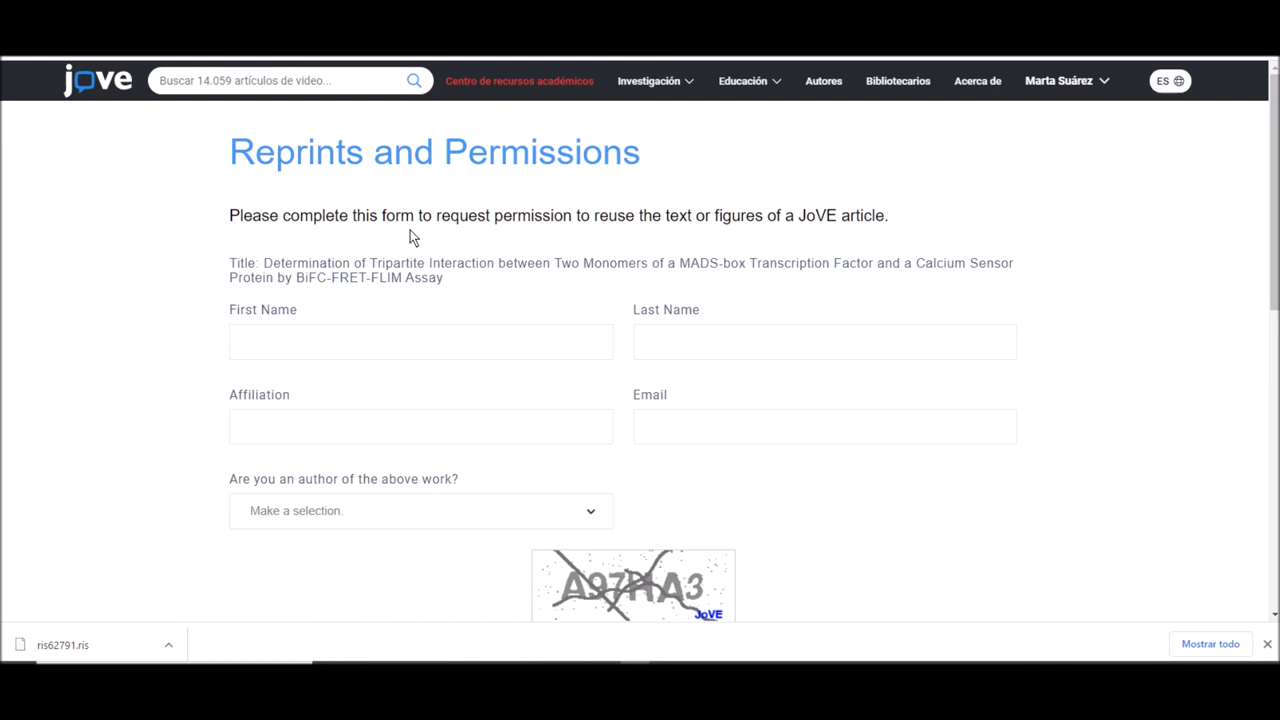 jove
Buscar 14.059 artículos de video...
Centro de recursos académicos
Investigación
Educación
Autores
Bibliotecarios
Acerca de
Marta Suárez
ES
Reprints and Permissions
Please complete this form to request permission to reuse the text or figures of a JoVE article.
Title: Determination of Tripartite Interaction between Two Monomers of a MADS-box Transcription Factor and a Calcium Sensor
Protein by BiFC-FRET-FLIM Assay
First Name
Last Name
Affiliation
Email
Are you an author of the above work?
Make a selection.
A97HA3
JoVE
ris62791.ris
Mostrar todo